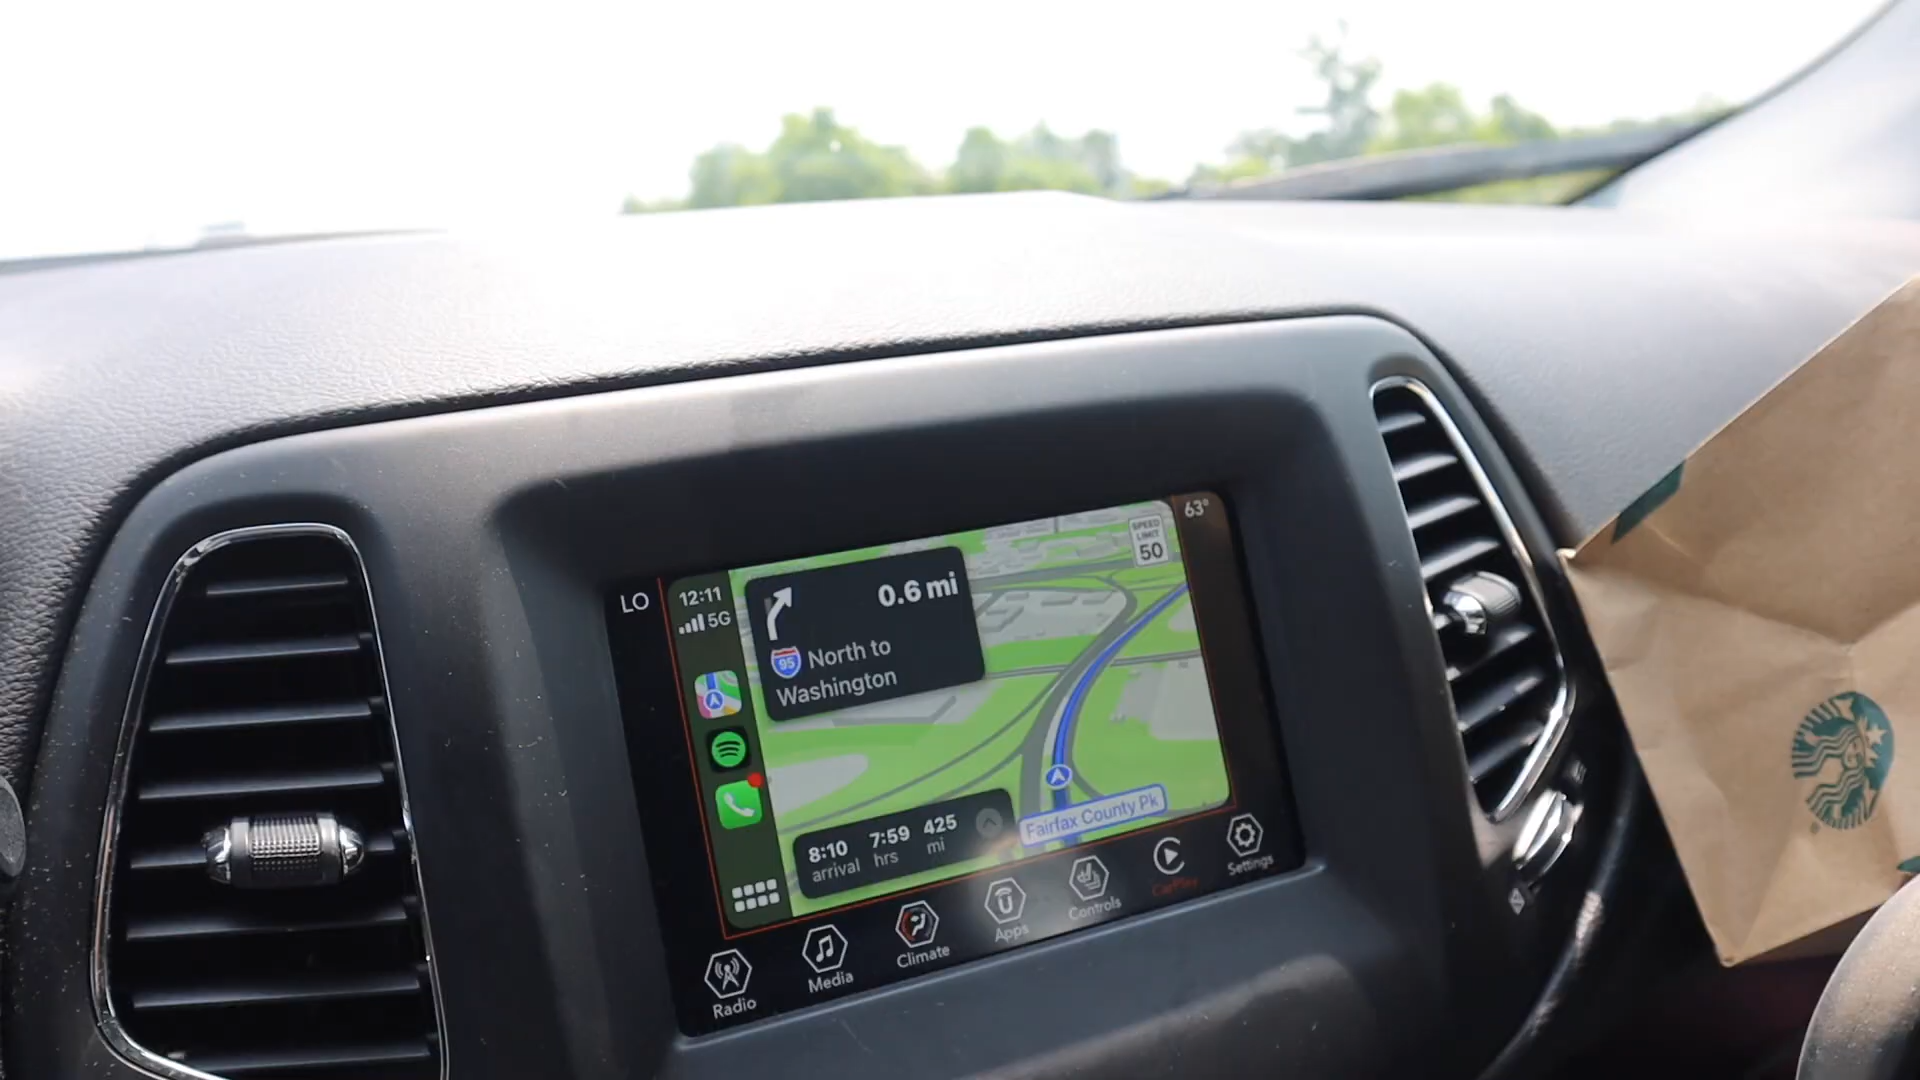 LO
12:11
5G
0.6 mi
95 North to
Washington
SPEED
LIMIT
50
63°
Fairfax County Pk
8:10 7:59 425
arrival hrs mi
Radio
Media
Climate
Apps
Controls
CarPlay
Settings